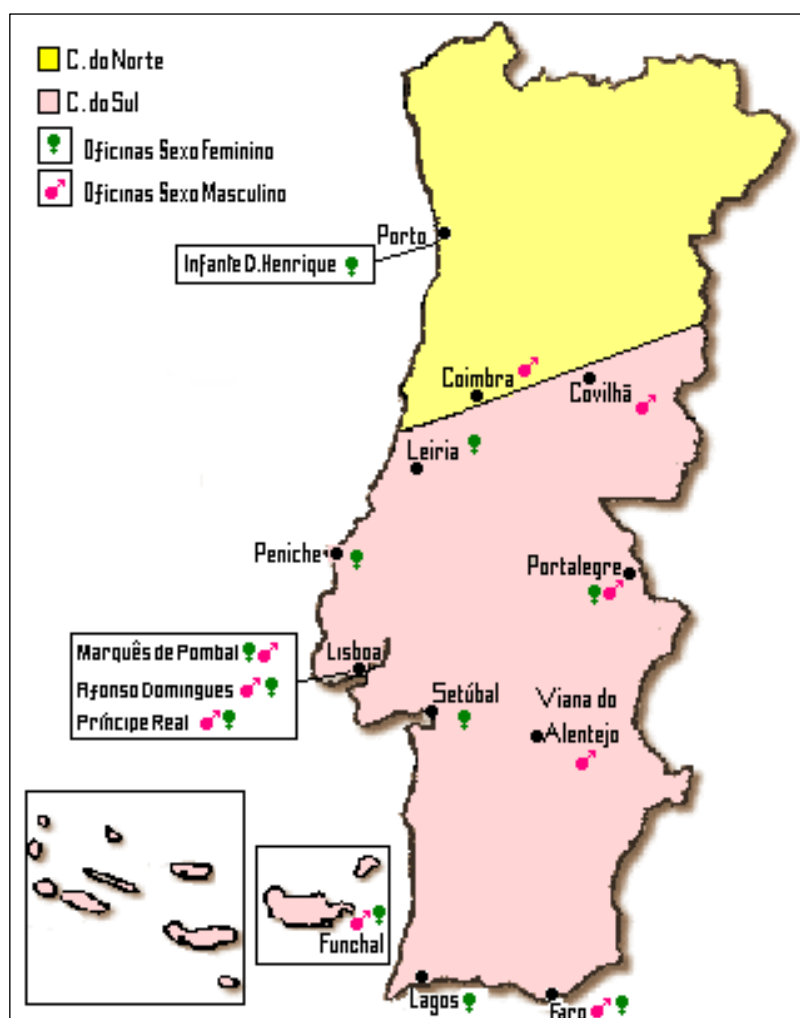 C. do Norte
C. do Sul
Oficinas Sexo Feminino
Oficinas Sexo Masculino
Porto
Infante D. Henrique
Coimbra
Covilhã
Leiria
Peniche
Portalegre
Marquês de Pombal
Lisboa
Afonso Domingues
Príncipe Real
Setúbal
Viana do
Alentejo
Funchal
Lagos
Faro